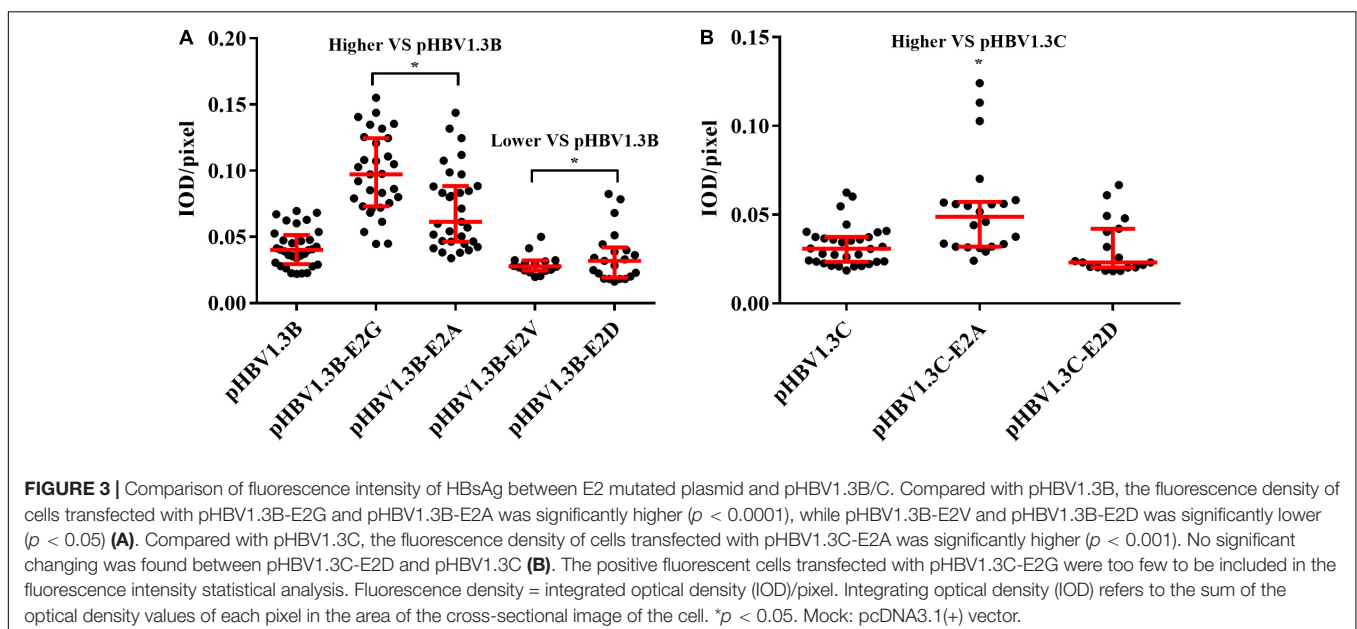 A
B
Higher VS pHBV1.3B
*
Lower VS pHBV1.3B
*
IOD/pixel
0.20
0.15
0.10
0.05
0.00
pHBV1.3B
pHBV1.3B-E2G
pHBV1.3B-E2A
pHBV1.3B-E2V
pHBV1.3B-E2D
Higher VS pHBV1.3C
*
IOD/pixel
0.15
0.10
0.05
0.00
pHBV1.3C
pHBV1.3C-E2A
pHBV1.3C-E2D
FIGURE 3 | Comparison of fluorescence intensity of HBsAg between E2 mutated plasmid and pHBV1.3B/C. Compared with pHBV1.3B, the fluorescence density of
cells transfected with pHBV1.3B-E2G and pHBV1.3B-E2A was significantly higher (p < 0.0001), while pHBV1.3B-E2V and pHBV1.3B-E2D was significantly lower
(p < 0.05) (A). Compared with pHBV1.3C, the fluorescence density of cells transfected with pHBV1.3C-E2A was significantly higher (p < 0.001). No significant
changing was found between pHBV1.3C-E2D and pHBV1.3C (B). The positive fluorescent cells transfected with pHBV1.3C-E2G were too few to be included in the
fluorescence intensity statistical analysis. Fluorescence density = integrated optical density (IOD)/pixel. Integrating optical density (IOD) refers to the sum of the
optical density values of each pixel in the area of the cross-sectional image of the cell. *p < 0.05. Mock: pcDNA3.1(+) vector.